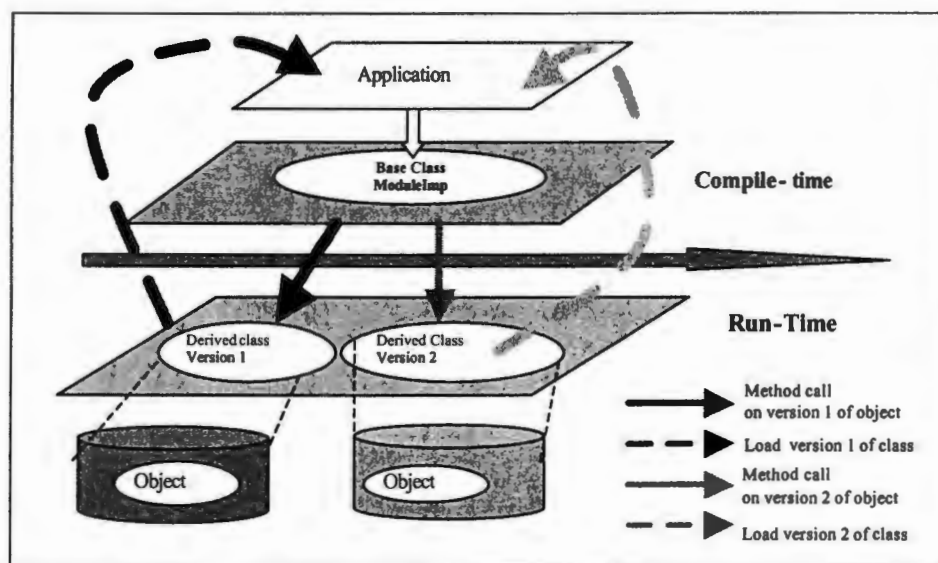 Application
Base Class
ModuleImp
Compile-time
Run-Time
Derived class
Version 1
Derived Class
Version 2
Object
Object
Method call
on version 1 of object
Load version 1 of class
Method call
on version 2 of object
Load version 2 of class